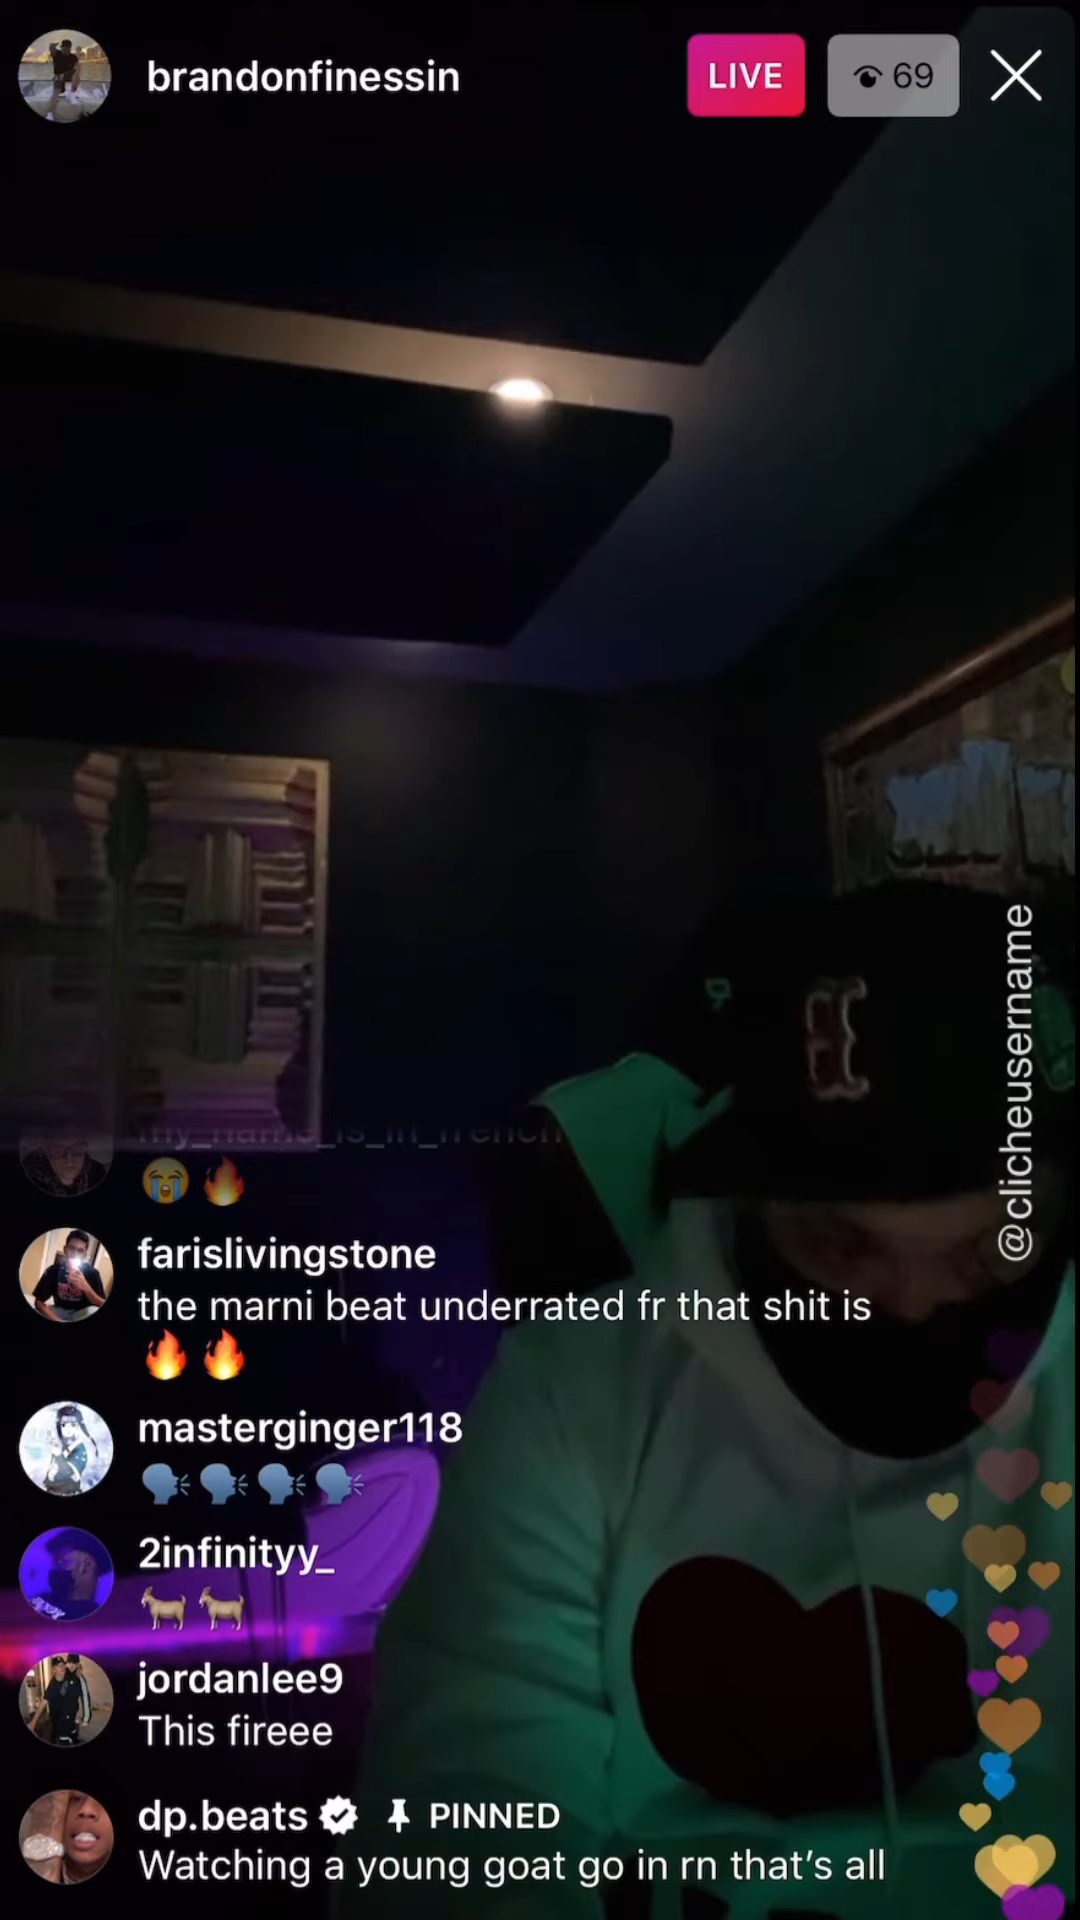 brandonfinessin
LIVE
69
@clicheusername
my_name_is_in_french
😭🔥
farislivingstone
the marni beat underrated fr that shit is
🔥🔥
masterginger118
🗣🗣🗣🗣
2infinityy_
🐐🐐
jordanlee9
This fireee
dp.beats PINNED
Watching a young goat go in rn that’s all